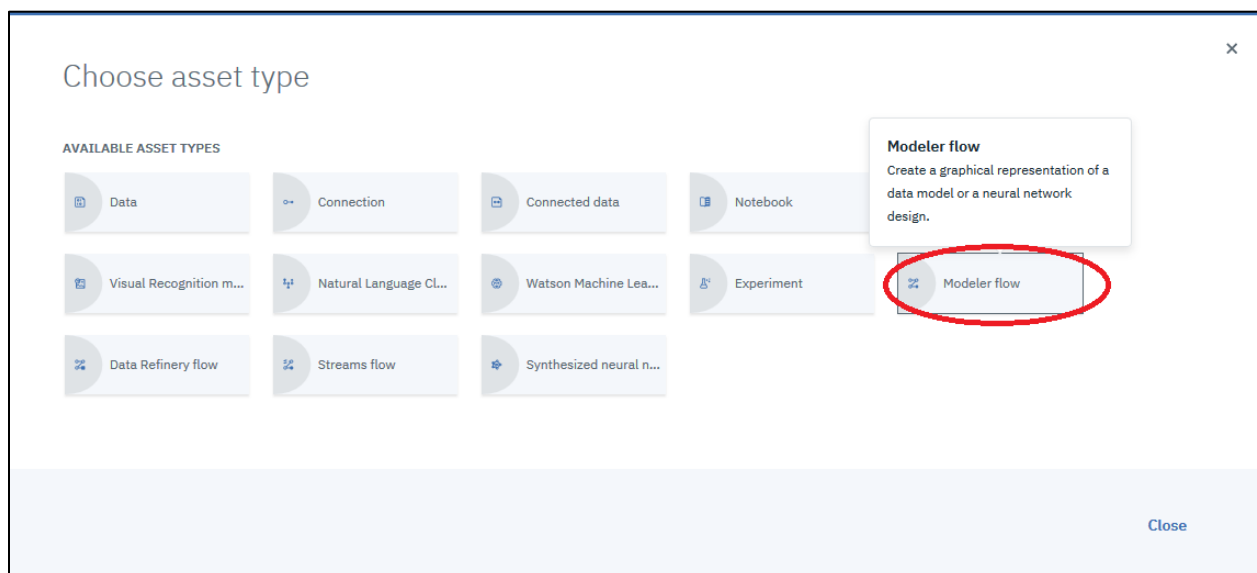 ×
Choose asset type
AVAILABLE ASSET TYPES
Modeler flow
Create a graphical representation of a
data model or a neural network
design.
Data
Connection
Connected data
Notebook
Visual Recognition m...
Natural Language Cl...
Watson Machine Lea...
Experiment
Modeler flow
Data Refinery flow
Streams flow
Synthesized neural n...
Close